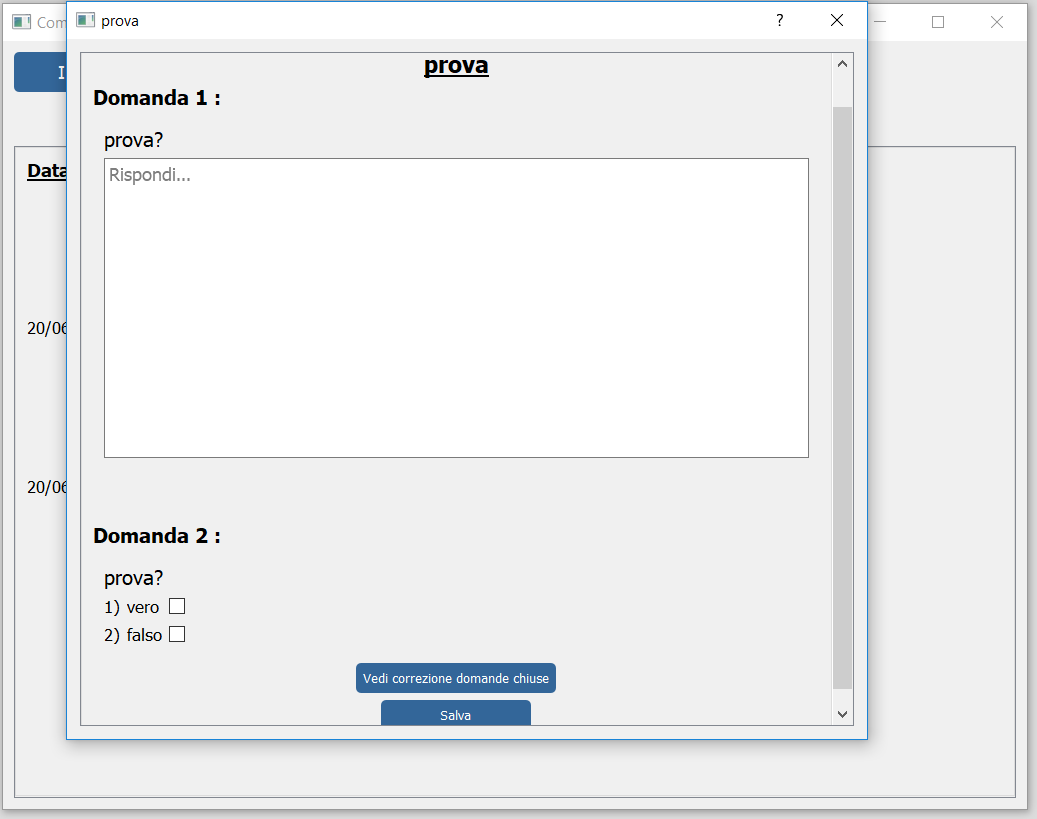 Com
prova
?
I
prova
Domanda 1 :
prova?
Rispondi...
Data
20/06
20/06
Domanda 2 :
prova?
1) vero
2) falso
Vedi correzione domande chiuse
Salva